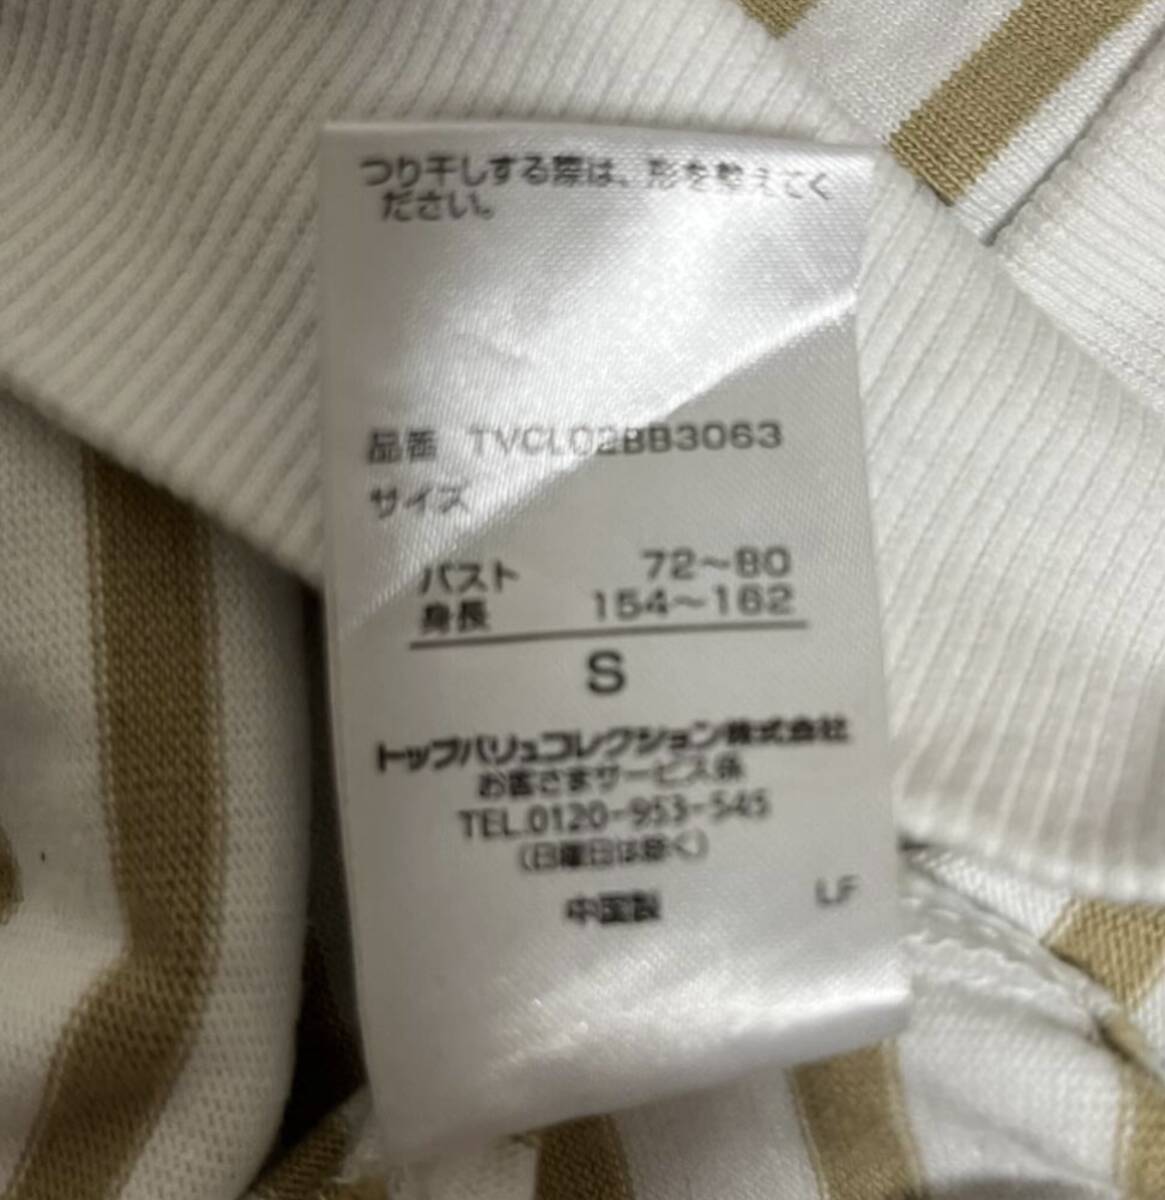 つり干しする際は、形を整えてく
ださい。
品番 TVCL02BB3063
サイズ
バスト 72～80
身長 154～162
S
トップバリュコレクション株式会社
お客さまサービス係
TEL.0120-953-545
(日曜日は除く)
中国製 LF